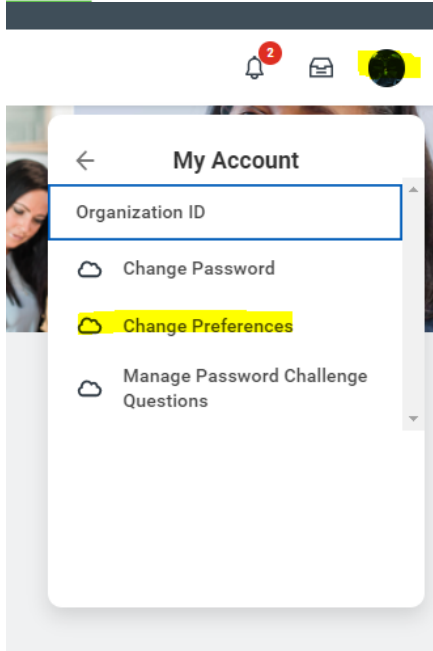 2
My Account
Organization ID
Change Password
Change Preferences
Manage Password Challenge
Questions